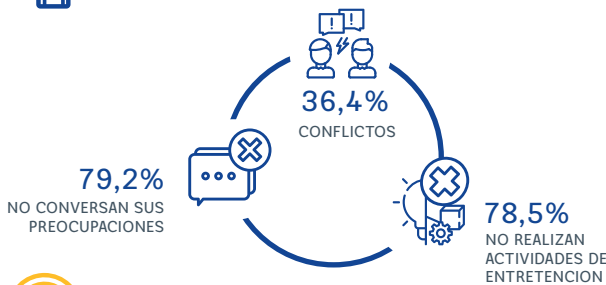 36,4%
CONFLICTOS
79,2%
NO CONVERSAN SUS
PREOCUPACIONES
78,5%
NO REALIZAN
ACTIVIDADES DE
ENTRETENCION